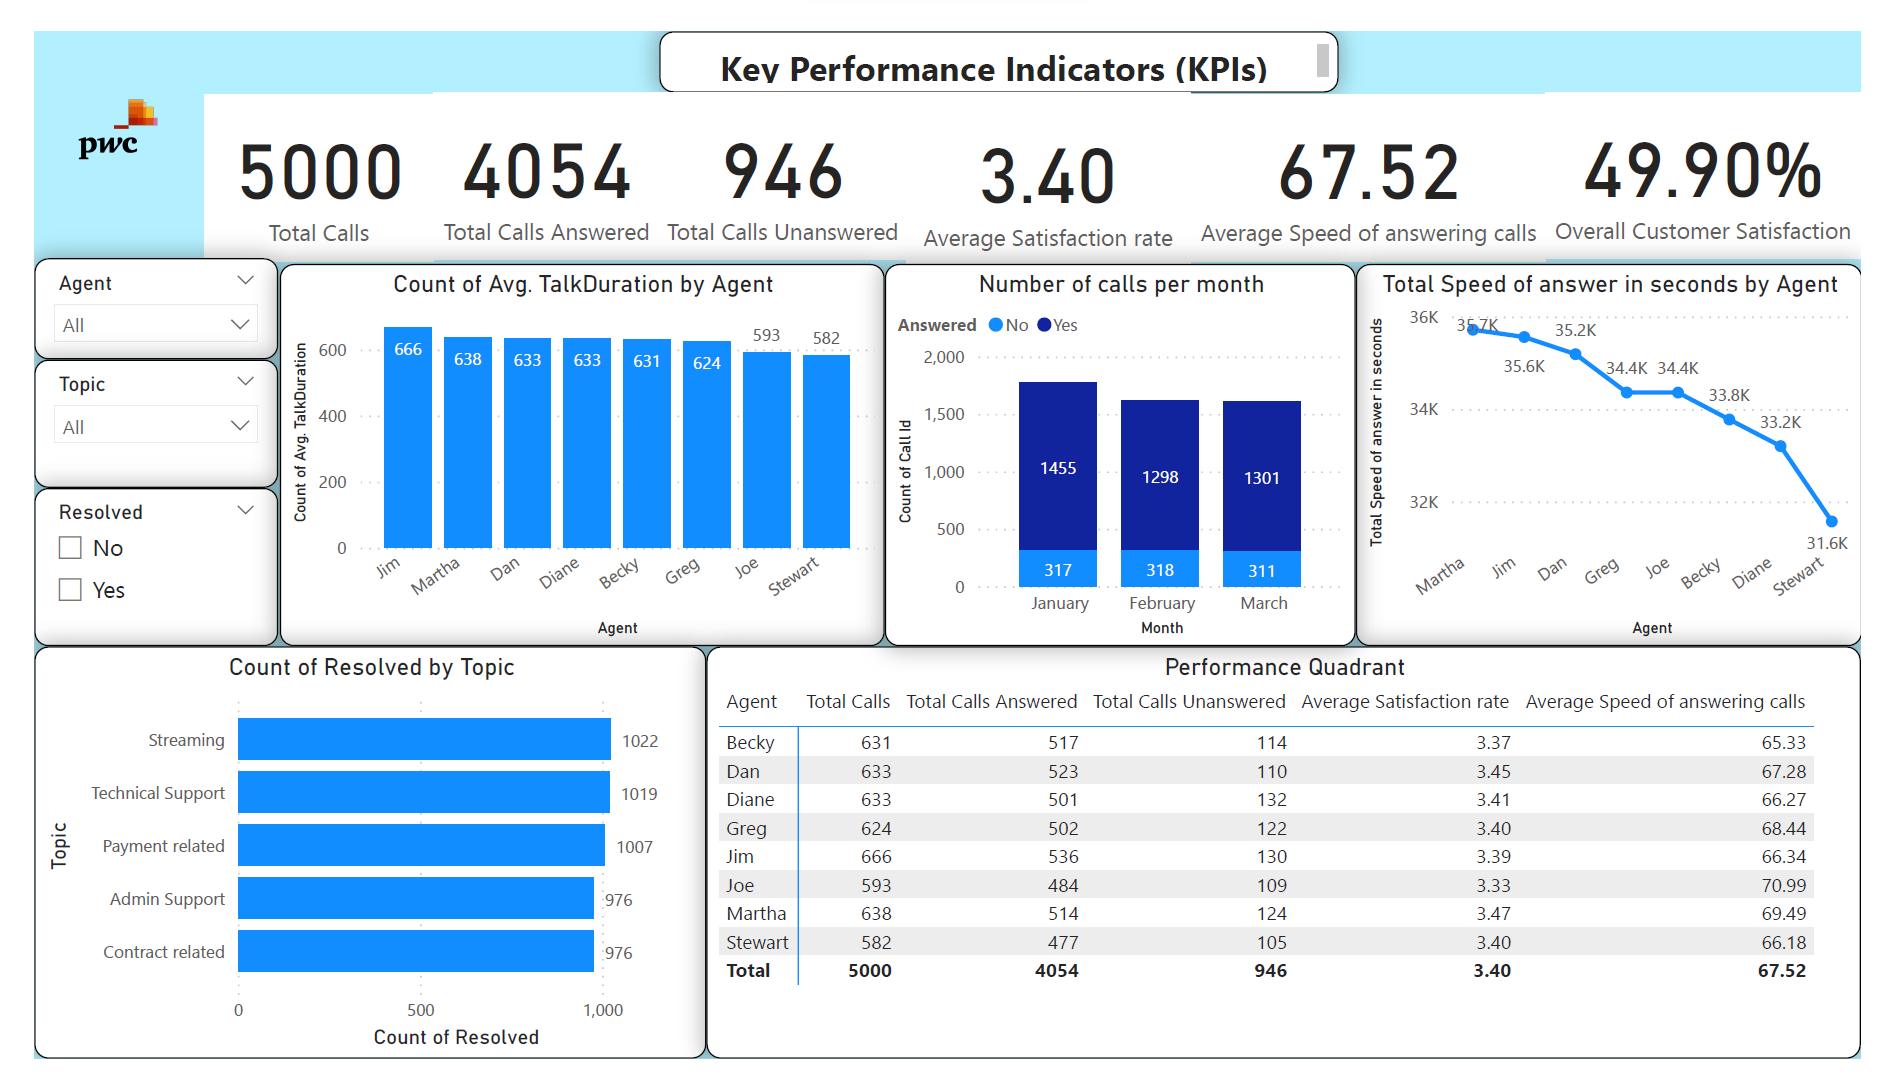 Key Performance Indicators (KPIs)
pwc
5000
Total Calls
4054
Total Calls Answered
946
Total Calls Unanswered
3.40
Average Satisfaction rate
67.52
Average Speed of answering calls
49.90%
Overall Customer Satisfaction
Agent
All
Topic
All
Resolved
No
Yes
Count of Avg. TalkDuration by Agent
Count of Avg. TalkDuration
600
400
200
0
666
638
633
633
631
624
593
582
Jim
Martha
Dan
Diane
Becky
Greg
Joe
Stewart
Agent
Number of calls per month
Answered No Yes
Count of Call Id
2,000
1,500
1,000
500
0
1455
1298
1301
317
318
311
January
February
March
Month
Total Speed of answer in seconds by Agent
Total Speed of answer in seconds
36K
34K
32K
35.7K
35.6K
35.2K
34.4K
34.4K
33.8K
33.2K
31.6K
Martha
Jim
Dan
Greg
Joe
Becky
Diane
Stewart
Agent
Count of Resolved by Topic
Topic
Streaming 1022
Technical Support 1019
Payment related 1007
Admin Support 976
Contract related 976
0 500 1,000
Count of Resolved
Performance Quadrant
Agent Total Calls Total Calls Answered Total Calls Unanswered Average Satisfaction rate Average Speed of answering calls
Becky 631 517 114 3.37 65.33
Dan 633 523 110 3.45 67.28
Diane 633 501 132 3.41 66.27
Greg 624 502 122 3.40 68.44
Jim 666 536 130 3.39 66.34
Joe 593 484 109 3.33 70.99
Martha 638 514 124 3.47 69.49
Stewart 582 477 105 3.40 66.18
Total 5000 4054 946 3.40 67.52